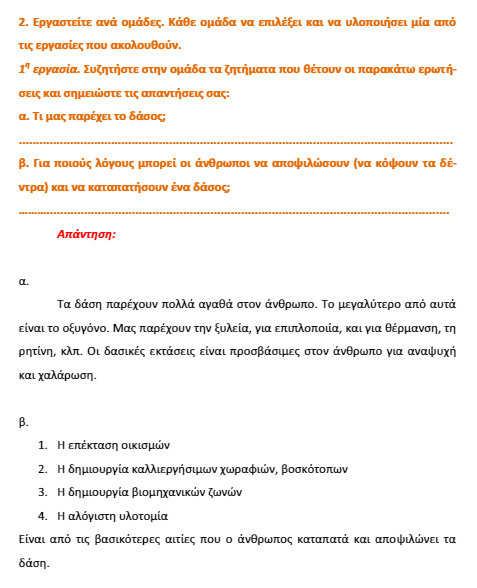 2. Εργαστείτε ανά ομάδες. Κάθε ομάδα να επιλέξει και να υλοποιήσει μία από
τις εργασίες που ακολουθούν.
1η εργασία. Συζητήστε στην ομάδα τα ζητήματα που θέτουν οι παρακάτω ερωτή-
σεις και σημειώστε τις απαντήσεις σας:
α. Τι μας παρέχει το δάσος;
......................................................................................................................................
β. Για ποιούς λόγους μπορεί οι άνθρωποι να αποψιλώσουν (να κόψουν τα δέ-
ντρα) και να καταπατήσουν ένα δάσος;
......................................................................................................................................
Απάντηση:
α.
Τα δάση παρέχουν πολλά αγαθά στον άνθρωπο. Το μεγαλύτερο από αυτά
είναι το οξυγόνο. Μας παρέχουν την ξυλεία, για επιπλοποιία, και για θέρμανση, τη
ρητίνη, κλπ. Οι δασικές εκτάσεις είναι προσβάσιμες στον άνθρωπο για αναψυχή
και χαλάρωση.
β.
1. Η επέκταση οικισμών
2. Η δημιουργία καλλιεργήσιμων χωραφιών, βοσκότοπων
3. Η δημιουργία βιομηχανικών ζωνών
4. Η αλόγιστη υλοτομία
Είναι από τις βασικότερες αιτίες που ο άνθρωπος καταπατά και αποψιλώνει τα
δάση.